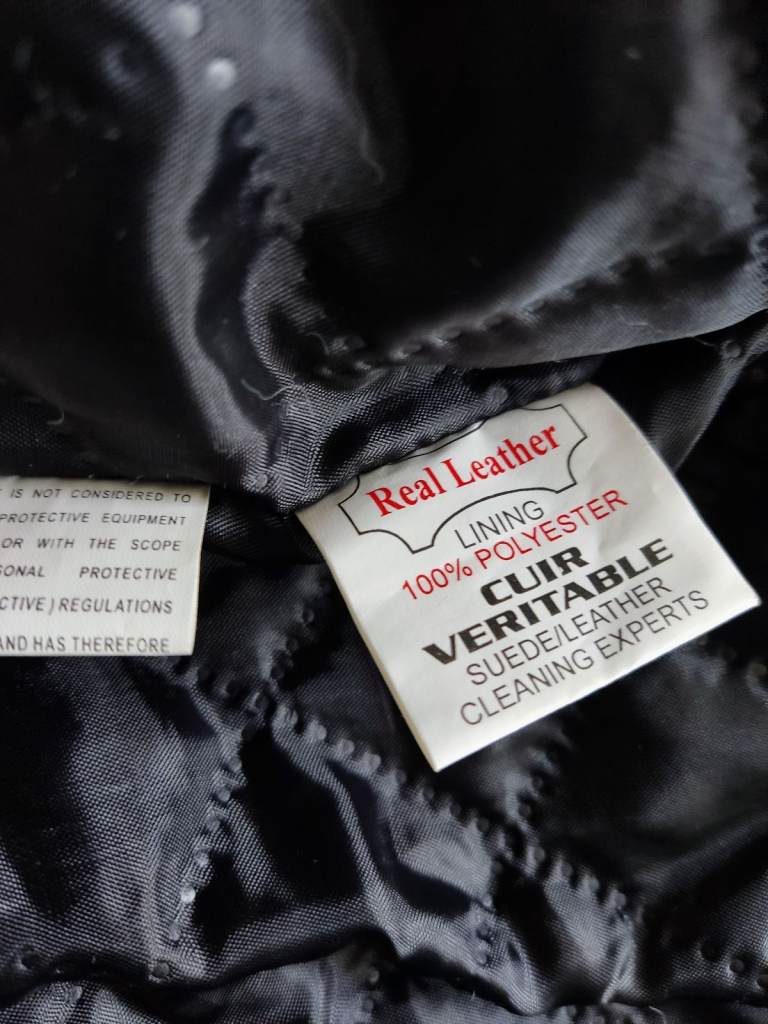 IS NOT CONSIDERED TO
PROTECTIVE EQUIPMENT
OR WITH THE SCOPE
SONAL PROTECTIVE
CTIVE) REGULATIONS
AND HAS THEREFORE
Real Leather
LINING
100% POLYESTER
CUIR
VERITABLE
SUEDE/LEATHER
CLEANING EXPERTS